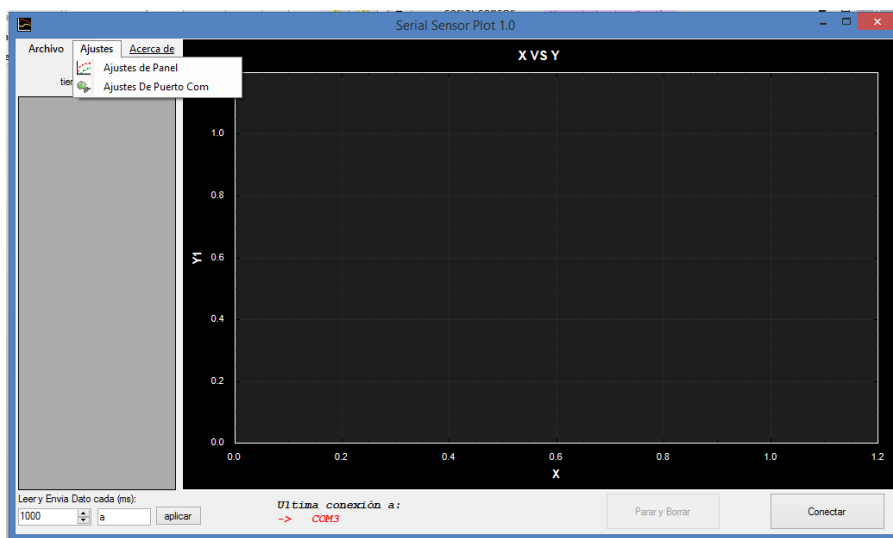 Serial Sensor Plot 1.0
Archivo Ajustes Acerca de
Ajustes de Panel
Ajustes De Puerto Com
X VS Y
1.0
0.8
0.6
Y1
0.4
0.2
0.0
0.0 0.2 0.4 0.6 0.8 1.0 1.2
X
Leer y Envia Dato cada (ms):
1000 a aplicar
Ultima conexión a:
-> COM3
Parar y Borrar
Conectar